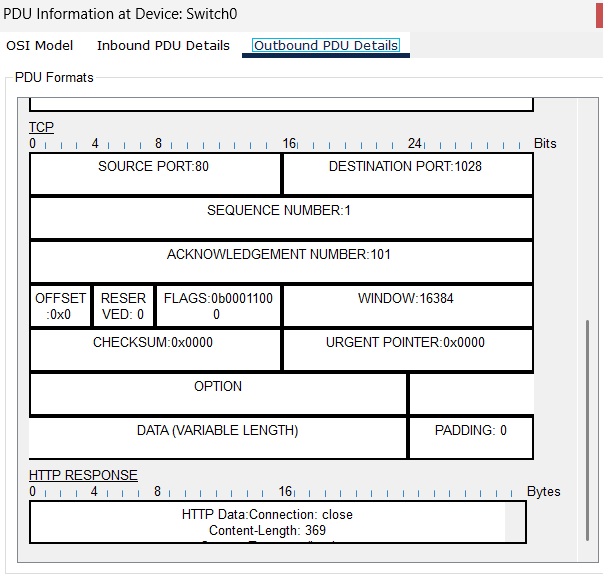 PDU Information at Device: Switch0
OSI Model Inbound PDU Details Outbound PDU Details
PDU Formats
TCP
0 4 8 16 24 Bits
SOURCE PORT:80 DESTINATION PORT:1028
SEQUENCE NUMBER:1
ACKNOWLEDGEMENT NUMBER:101
OFFSET RESER FLAGS:0b0001100 WINDOW:16384
:0x0 VED: 0 0
CHECKSUM:0x0000 URGENT POINTER:0x0000
OPTION
DATA (VARIABLE LENGTH) PADDING: 0
HTTP RESPONSE
0 4 8 16 Bytes
HTTP Data:Connection: close
Content-Length: 369